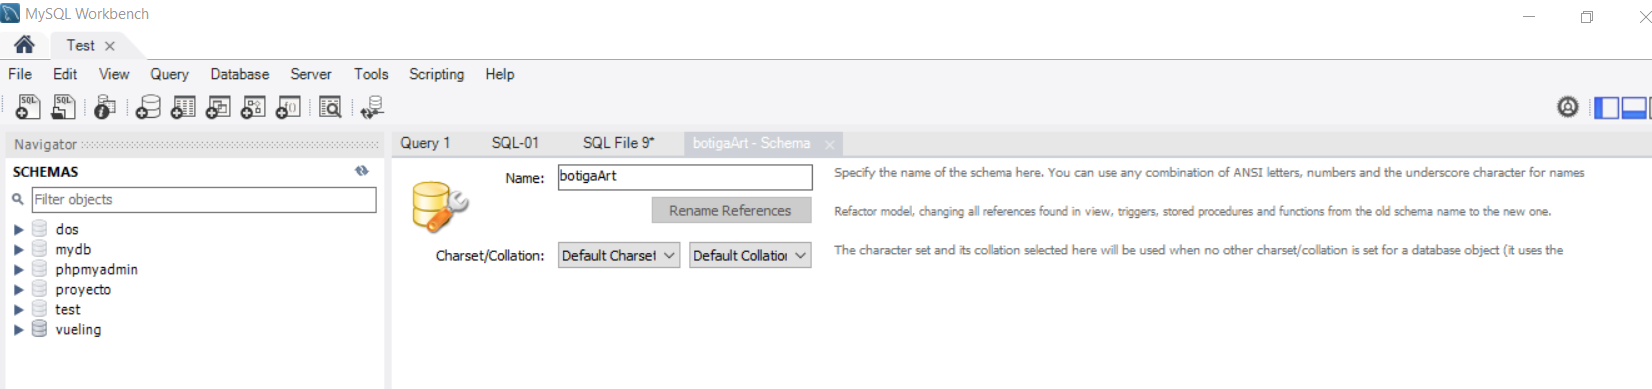 MySQL Workbench
Test
File Edit View Query Database Server Tools Scripting Help
SQL SQL
Navigator
SCHEMAS
Filter objects
dos
mydb
phpmyadmin
proyecto
test
vueling
Query 1 SQL-01 SQL File 9* botigaArt - Schema
Name: botigaArt Specify the name of the schema here. You can use any combination of ANSI letters, numbers and the underscore character for names
Rename References Refactor model, changing all references found in view, triggers, stored procedures and functions from the old schema name to the new one.
Charset/Collation: Default Charset Default Collation The character set and its collation selected here will be used when no other charset/collation is set for a database object (it uses the